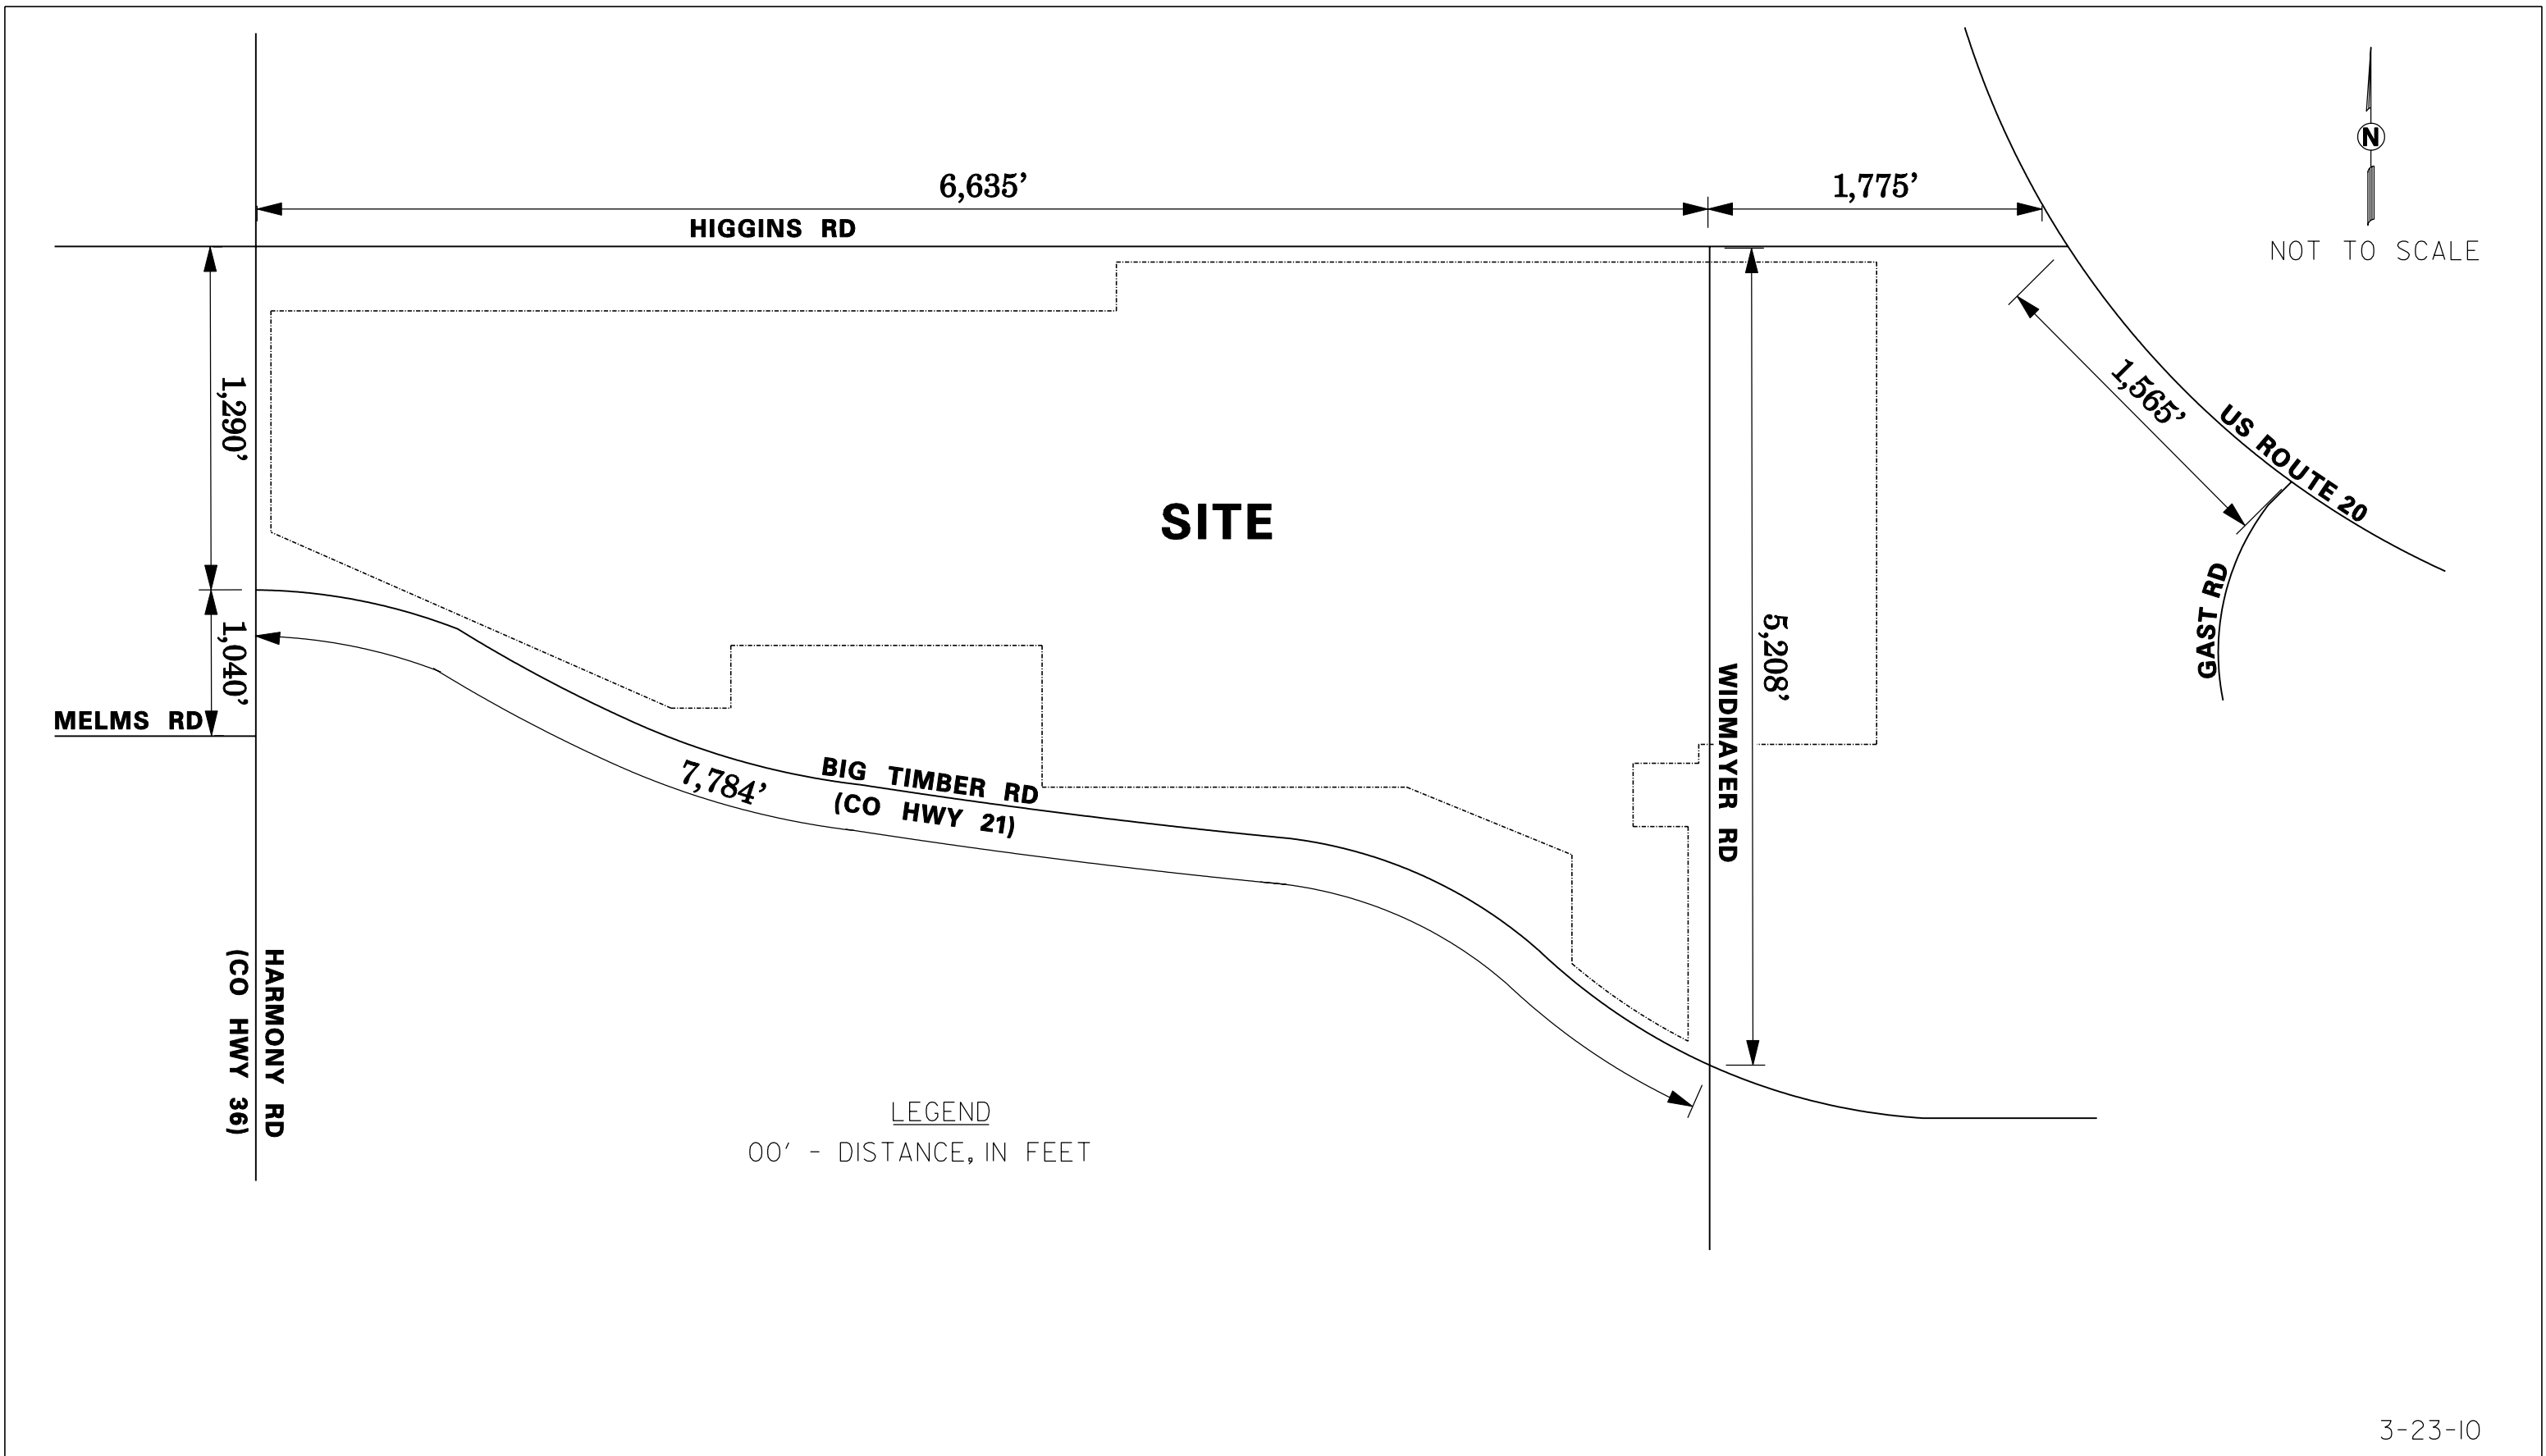 6,635’
1,775’
HIGGINS RD
N
NOT TO SCALE
1,290’
1,565’
US ROUTE 20
SITE
GAST RD
1,040’
5,208’
MELMS RD
WIDMAYER RD
7,784’
BIG TIMBER RD
(CO HWY 21)
HARMONY RD
(CO HWY 36)
LEGEND
00' - DISTANCE, IN FEET
3-23-10